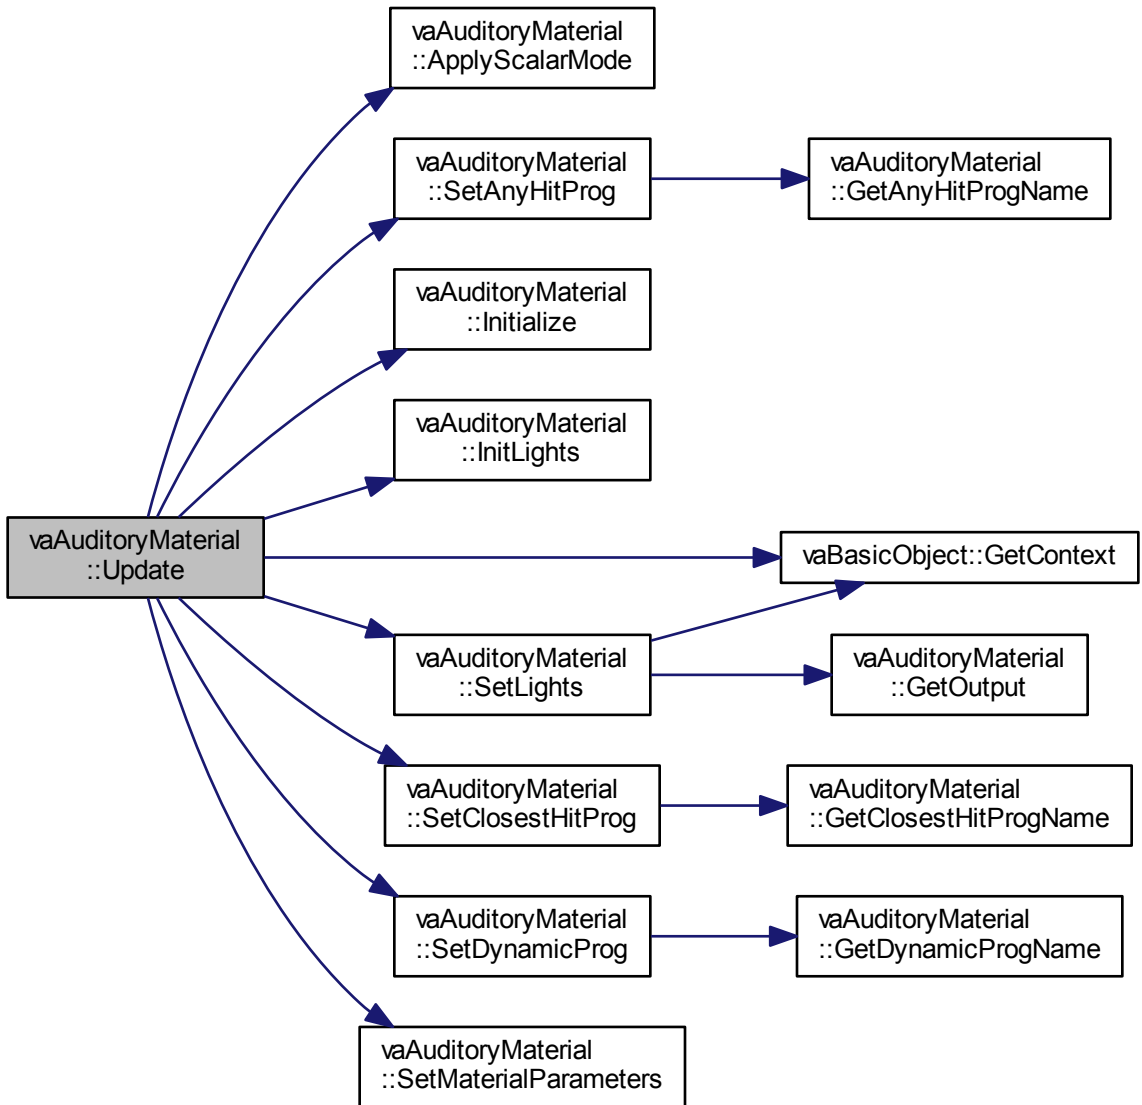 vaAuditoryMaterial
::ApplyScalarMode
vaAuditoryMaterial
::SetAnyHitProg
vaAuditoryMaterial
::GetAnyHitProgName
vaAuditoryMaterial
::Initialize
vaAuditoryMaterial
::InitLights
vaAuditoryMaterial
::Update
vaBasicObject::GetContext
vaAuditoryMaterial
::SetLights
vaAuditoryMaterial
::GetOutput
vaAuditoryMaterial
::SetClosestHitProg
vaAuditoryMaterial
::GetClosestHitProgName
vaAuditoryMaterial
::SetDynamicProg
vaAuditoryMaterial
::GetDynamicProgName
vaAuditoryMaterial
::SetMaterialParameters